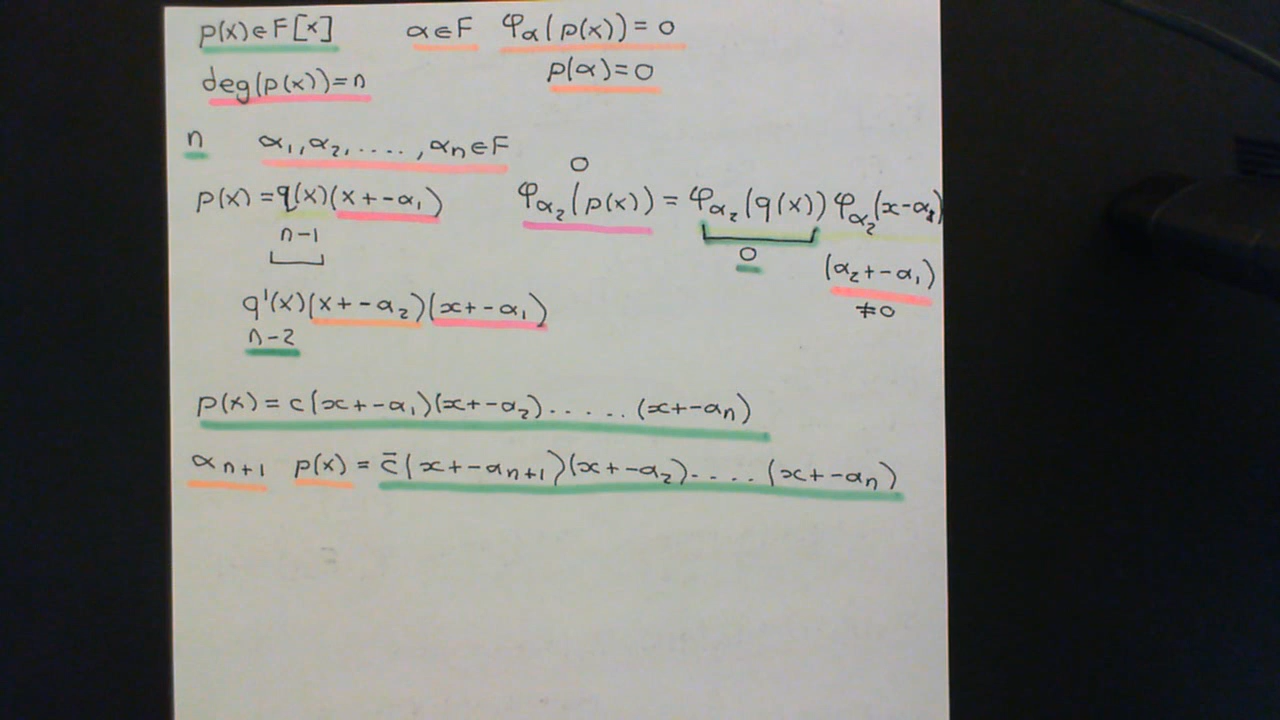 p(x)∈F[x] α∈F φα(p(x))=0
deg(p(x))=n p(α)=0
n α₁,α₂,....,αn∈F
0
p(x)=q(x)(x+-α₁) φα₂(p(x))=φα₂(q(x))φα₂(x-α₁)
n-1 0 (α₂+-α₁)
≠0
q'(x)(x+-α₂)(x+-α₁)
n-2
p(x)=c(x+-α₁)(x+-α₂)......(x+-αn)
αn+1 p(x)=c̄(x+-αn+1)(x+-α₂)....(x+-αn)